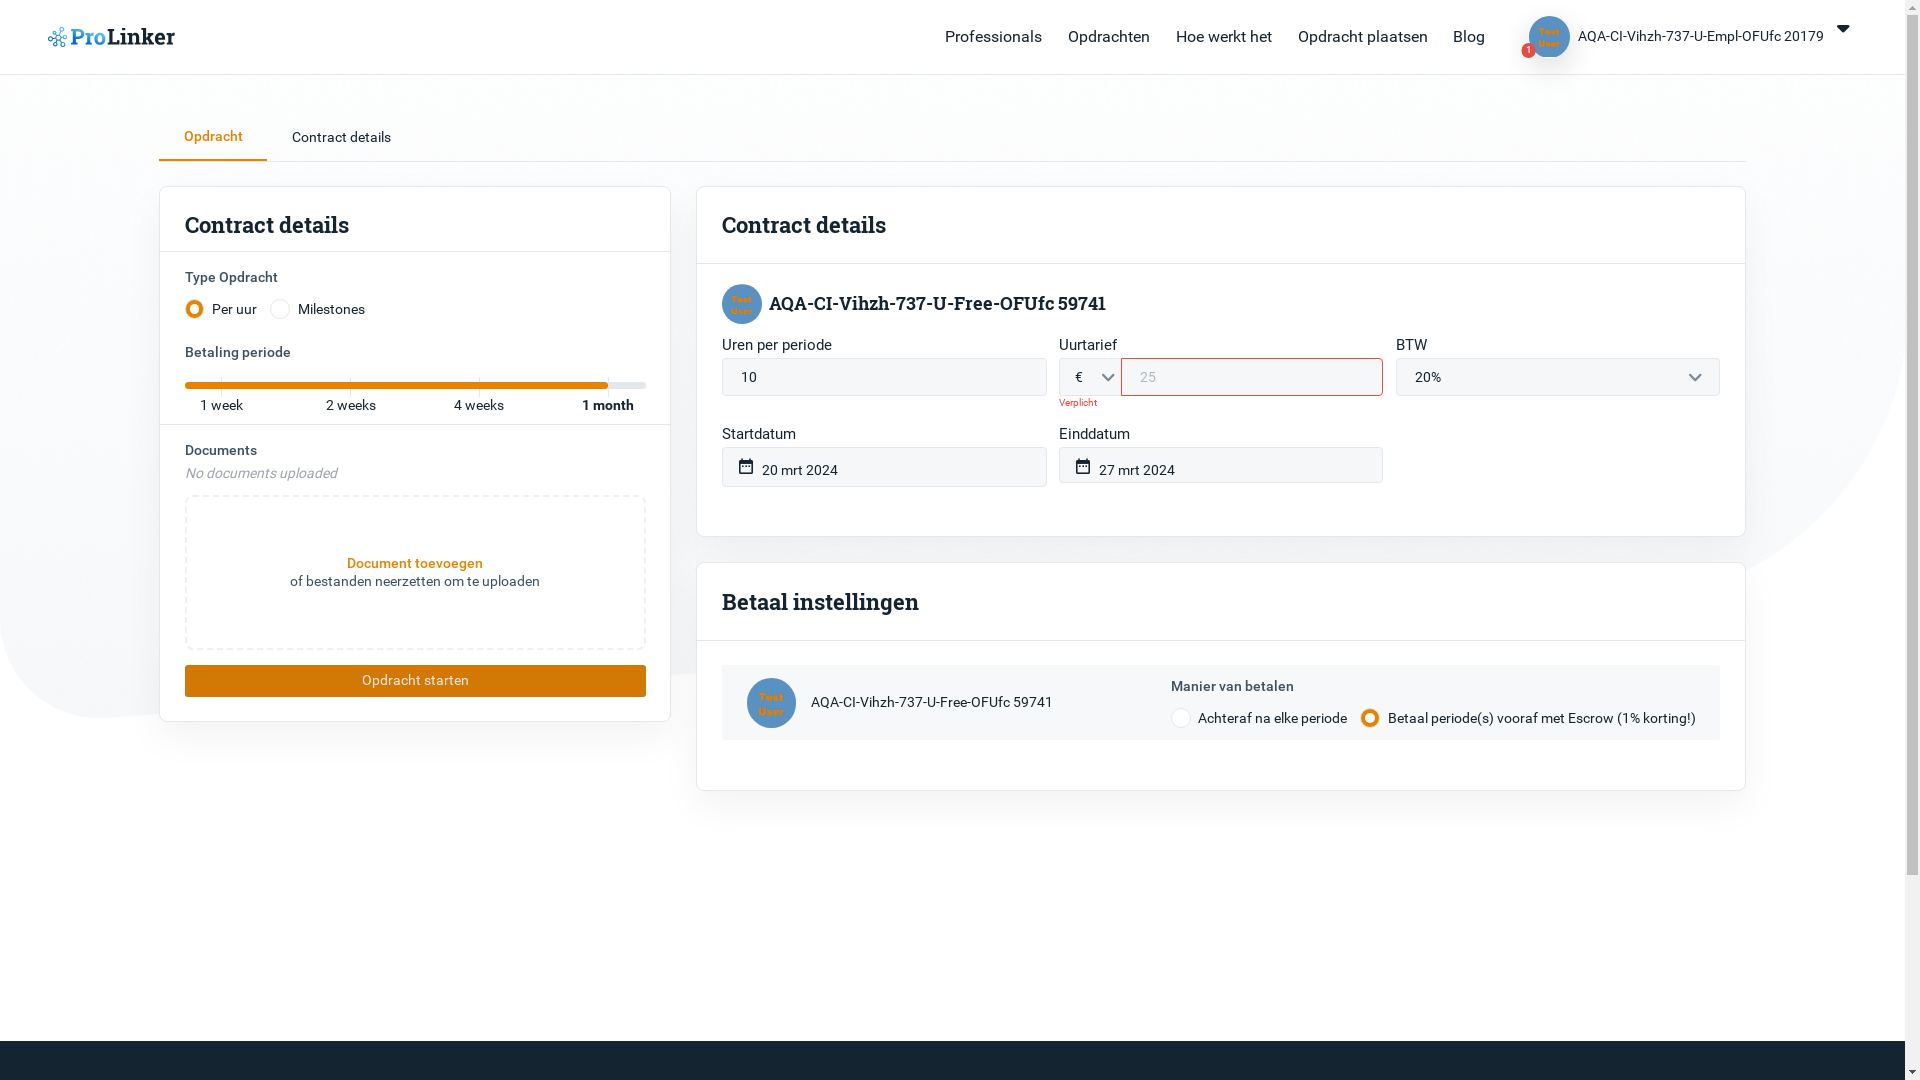 ProLinker
Professionals
Opdrachten
Hoe werkt het
Opdracht plaatsen
Blog
Test
User
1
AQA-CI-Vihzh-737-U-Empl-OFUfc 20179
Opdracht
Contract details
Contract details
Type Opdracht
Per uur
Milestones
Betaling periode
1 week
2 weeks
4 weeks
1 month
Documents
No documents uploaded
Document toevoegen
of bestanden neerzetten om te uploaden
Opdracht starten
Contract details
Test
User
AQA-CI-Vihzh-737-U-Free-OFUfc 59741
Uren per periode
10
Uurtarief
€
25
Verplicht
BTW
20%
Startdatum
20 mrt 2024
Einddatum
27 mrt 2024
Betaal instellingen
Test
User
AQA-CI-Vihzh-737-U-Free-OFUfc 59741
Manier van betalen
Achteraf na elke periode
Betaal periode(s) vooraf met Escrow (1% korting!)